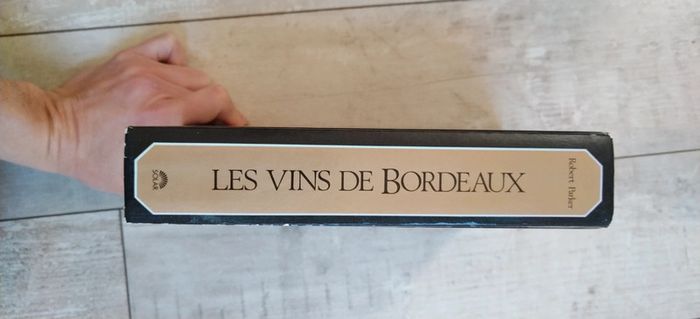 SOLAR
LES VINS DE BORDEAUX
Robert Parker